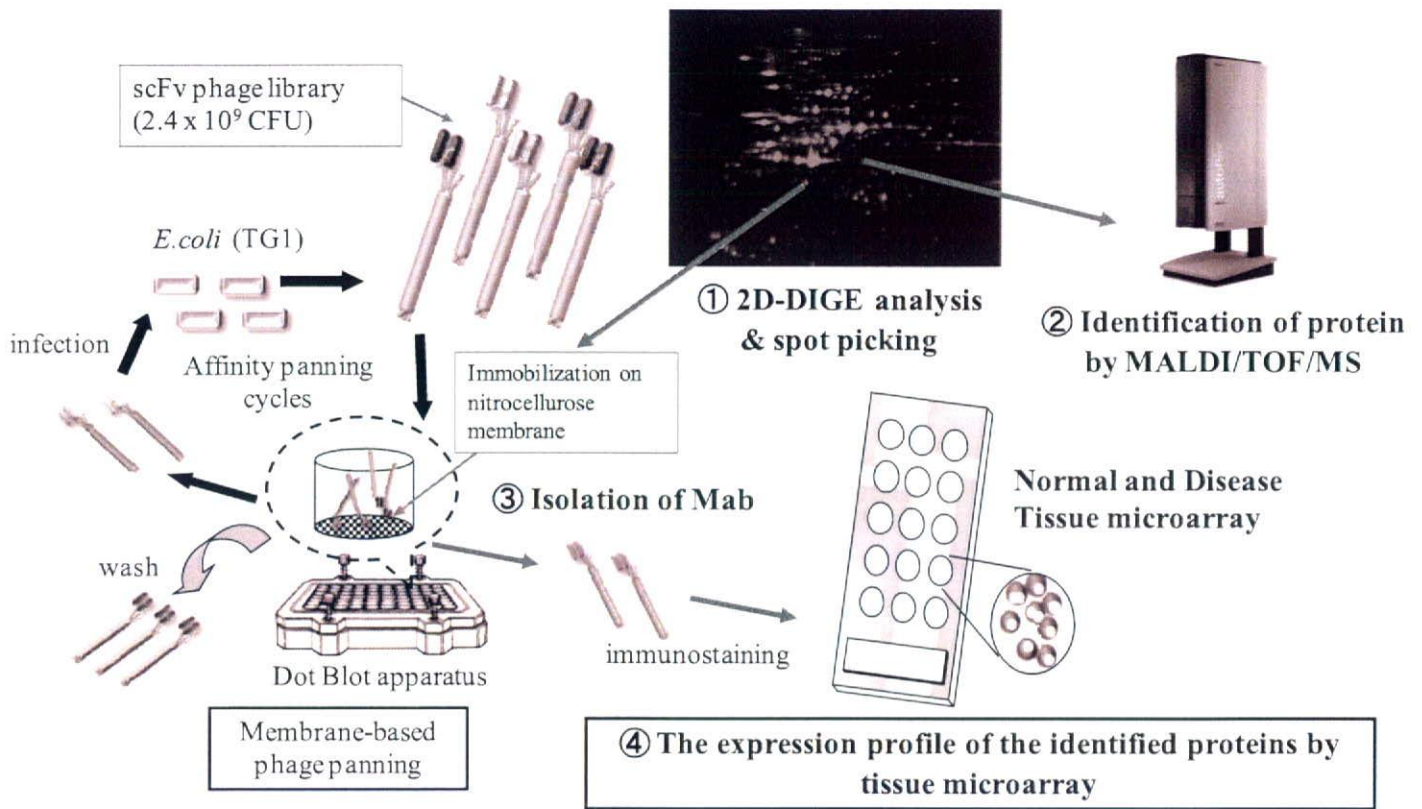 scFv phage library
(2.4 x 10⁹ CFU)
E.coli (TG1)
infection
Affinity panning
cycles
① 2D-DIGE analysis
& spot picking
② Identification of protein
by MALDI/TOF/MS
Immobilization on
nitrocellurose
membrane
③ Isolation of Mab
Normal and Disease
Tissue microarray
wash
immunostaining
Dot Blot apparatus
Membrane-based
phage panning
④ The expression profile of the identified proteins by
tissue microarray